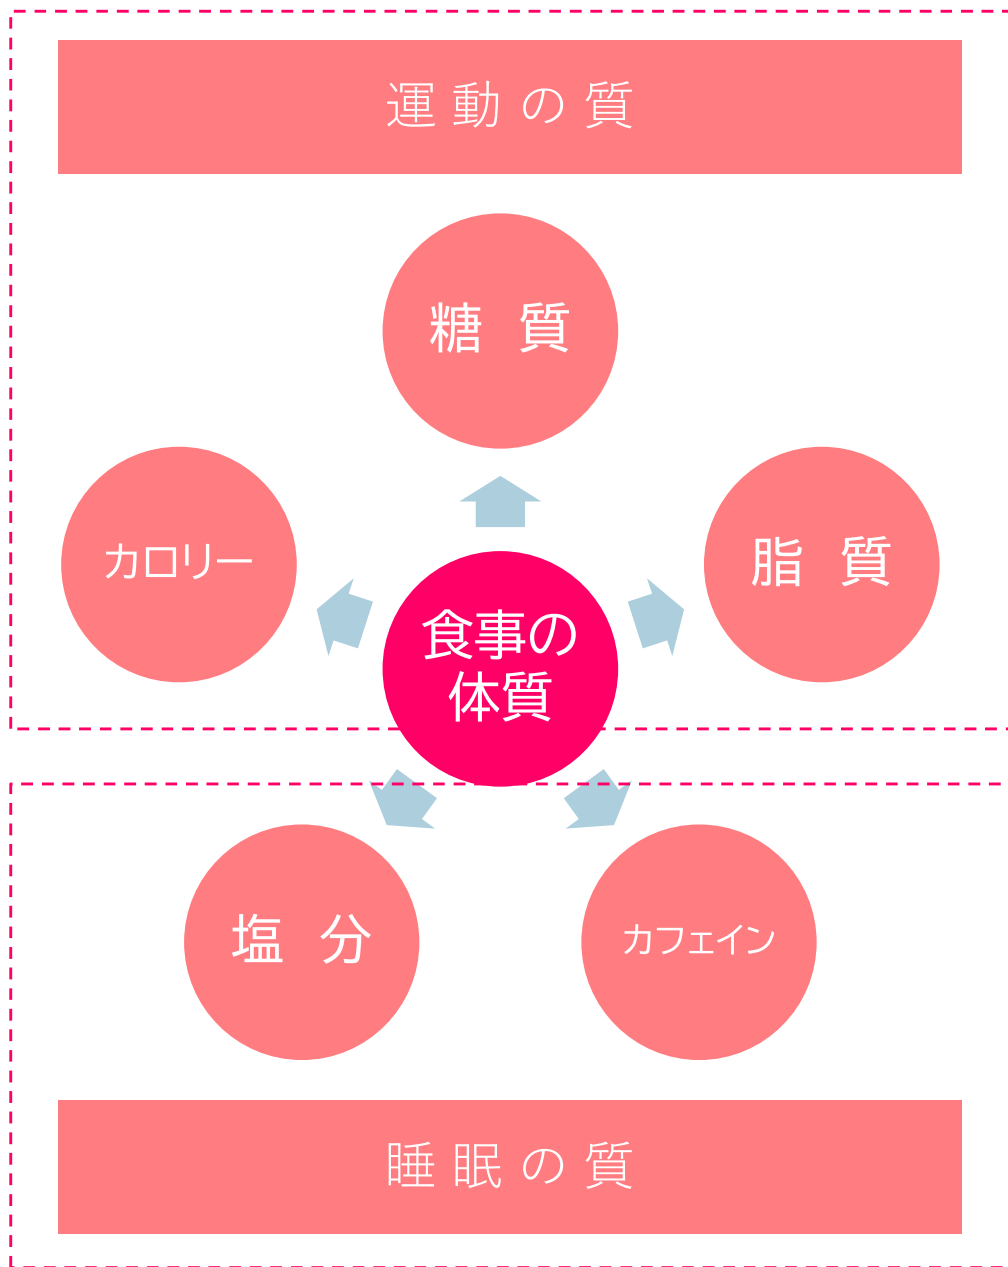 運動の質
糖 質
カロリー
脂 質
食事の
体質
塩 分
カフェイン
睡眠の質